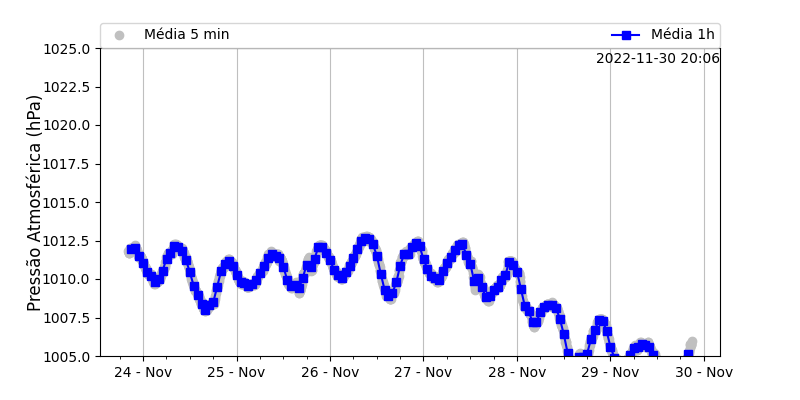 Média 5 min
Média 1h
2022-11-30 20:06
Pressão Atmosférica (hPa)
1025.0
1022.5
1020.0
1017.5
1015.0
1012.5
1010.0
1007.5
1005.0
24 - Nov
25 - Nov
26 - Nov
27 - Nov
28 - Nov
29 - Nov
30 - Nov